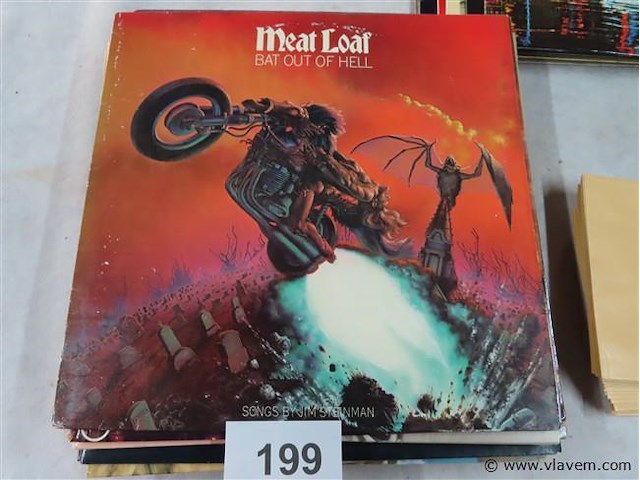 Meat Loaf
BAT OUT OF HELL
SONGS BY JIM STEINMAN
199
© www.vlavem.com